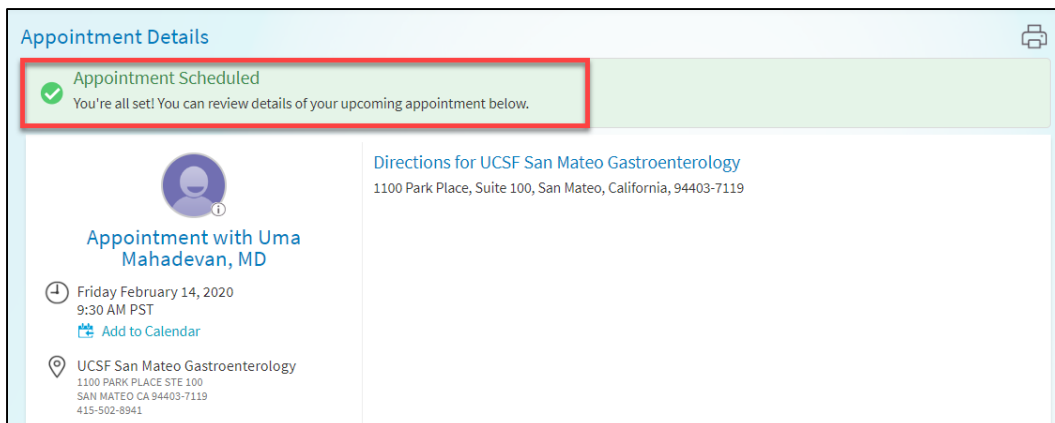 Appointment Details
Appointment Scheduled
You're all set! You can review details of your upcoming appointment below.
Appointment with Uma
Mahadevan, MD
Friday February 14, 2020
9:30 AM PST
Add to Calendar
UCSF San Mateo Gastroenterology
1100 PARK PLACE STE 100
SAN MATEO CA 94403-7119
415-502-8941
Directions for UCSF San Mateo Gastroenterology
1100 Park Place, Suite 100, San Mateo, California, 94403-7119